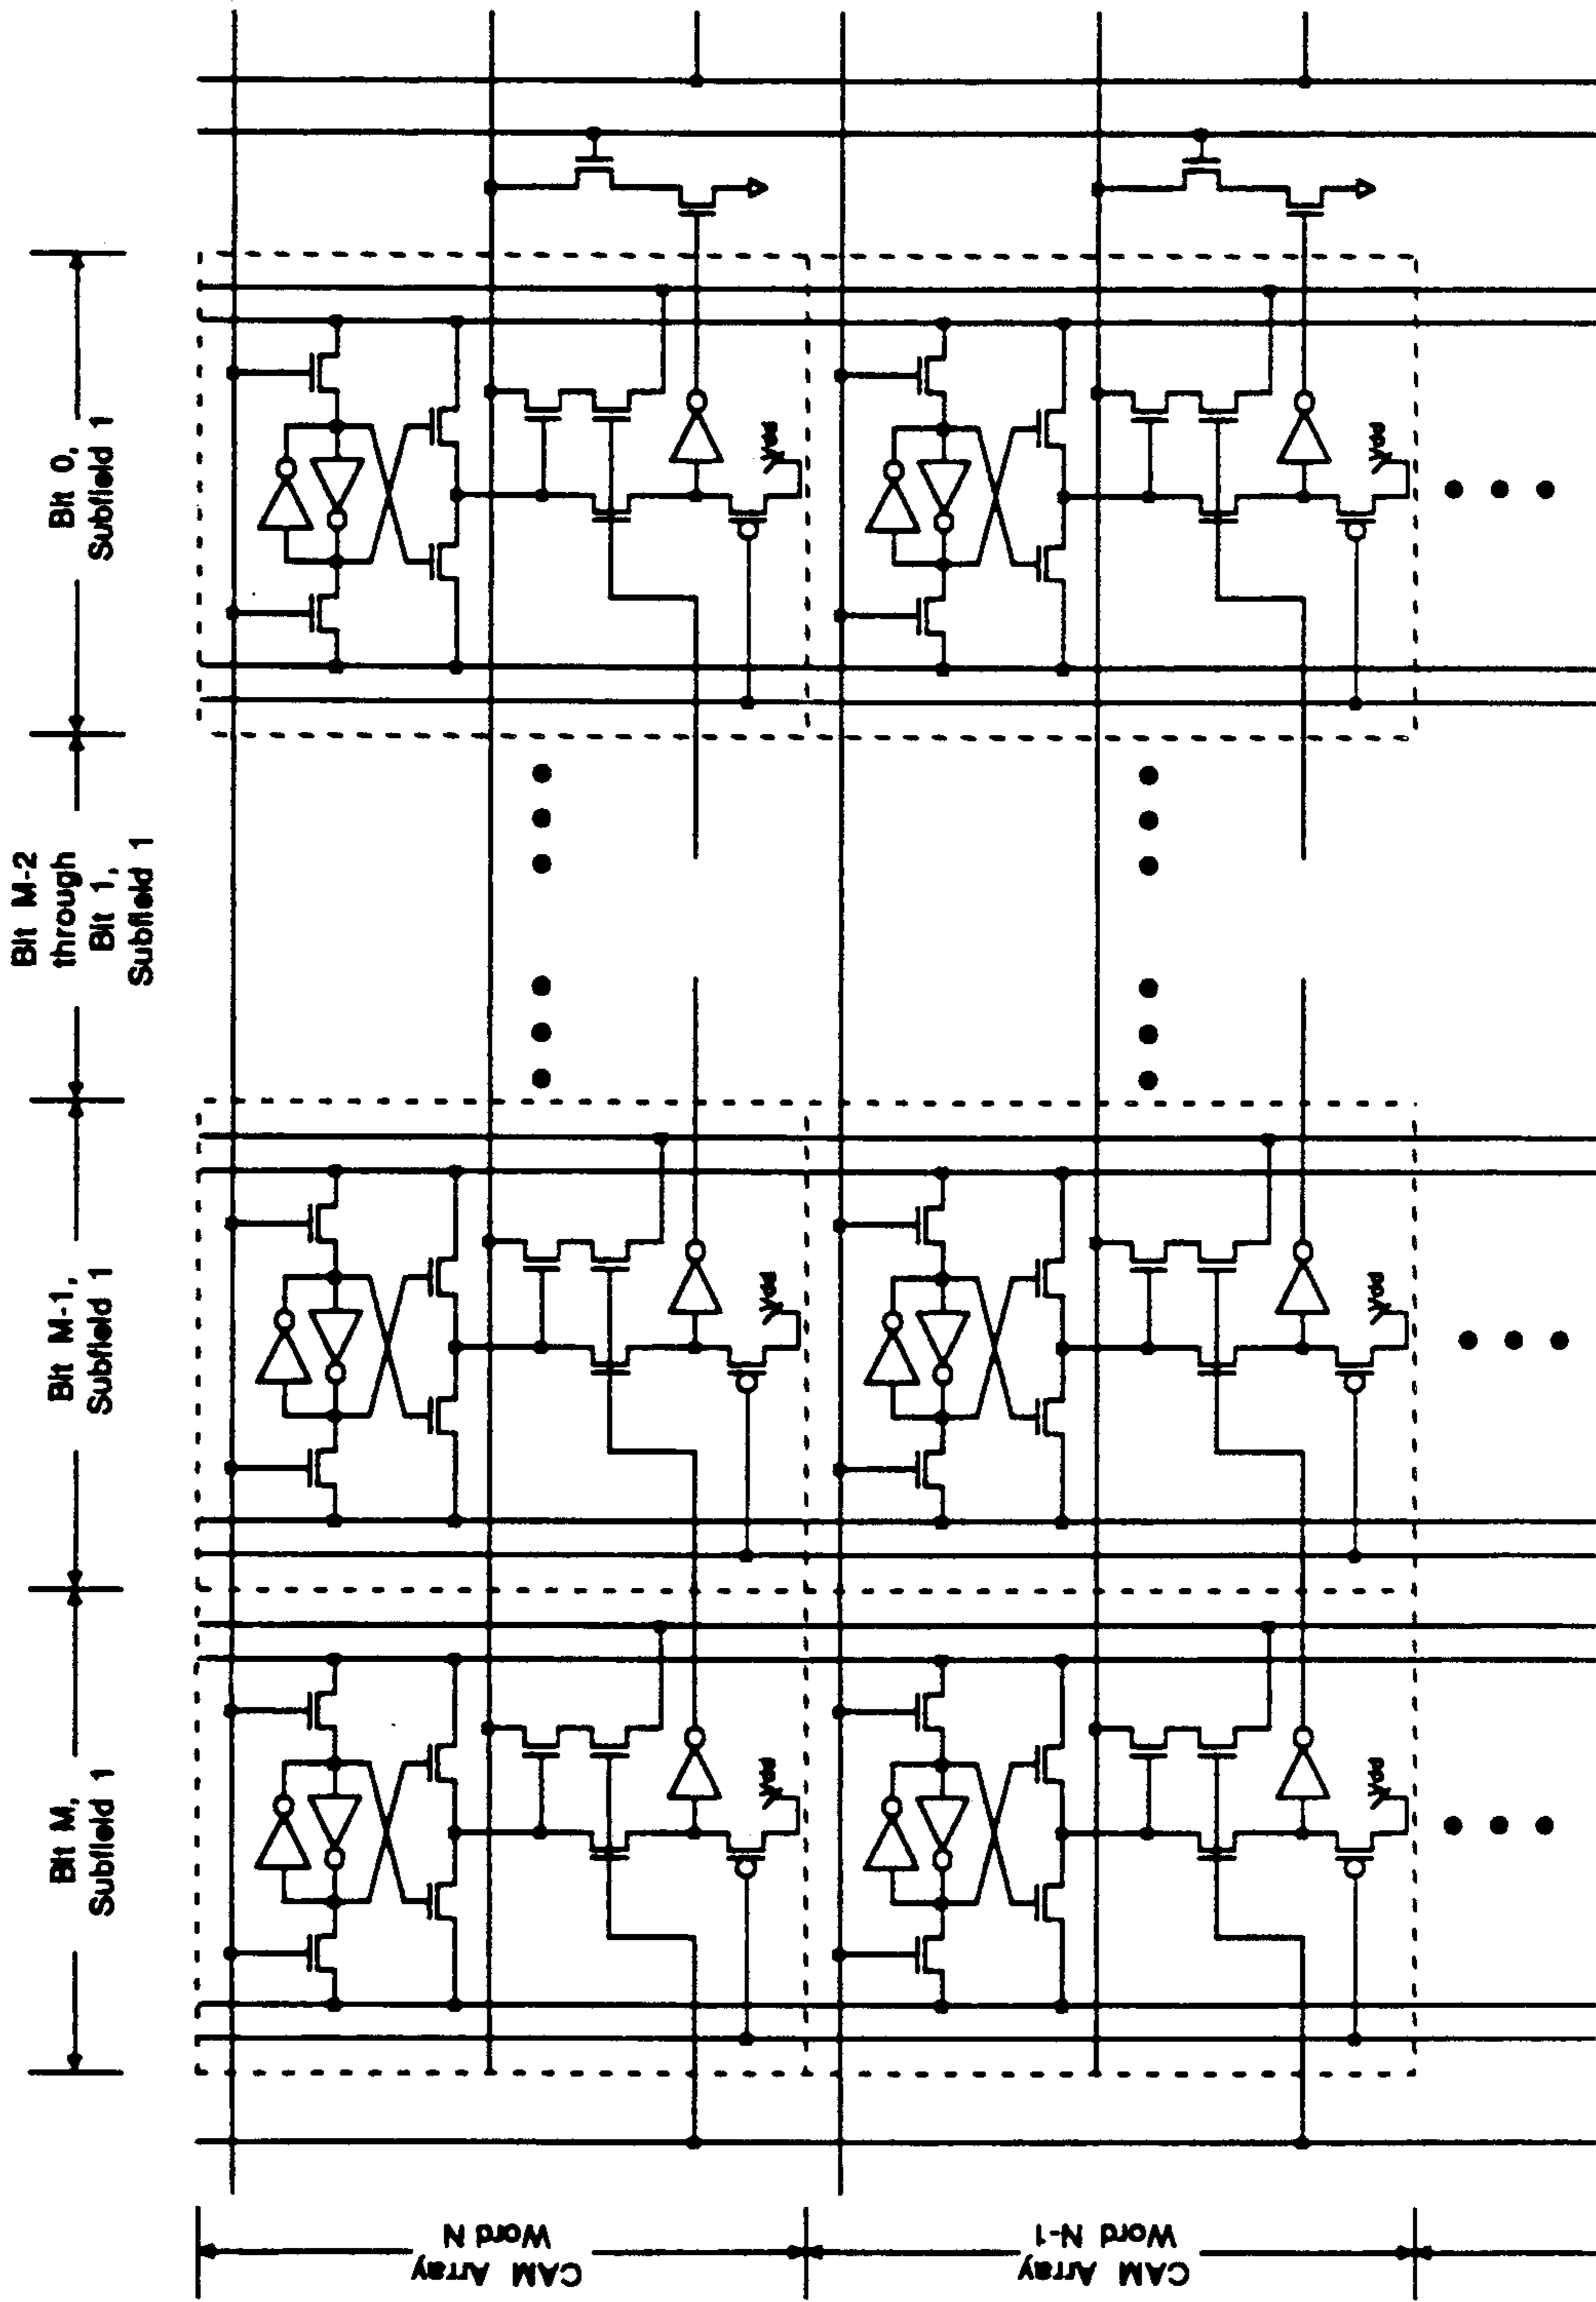 Bit M,
Subfield 1
Bit M-1,
Subfield 1
Bit M-2
through
Bit 1,
Subfield 1
Bit 0,
Subfield 1
CAM Array
Word N
Vdd
Vdd
Vdd
CAM Array
Word N-1
Vdd
Vdd
Vdd